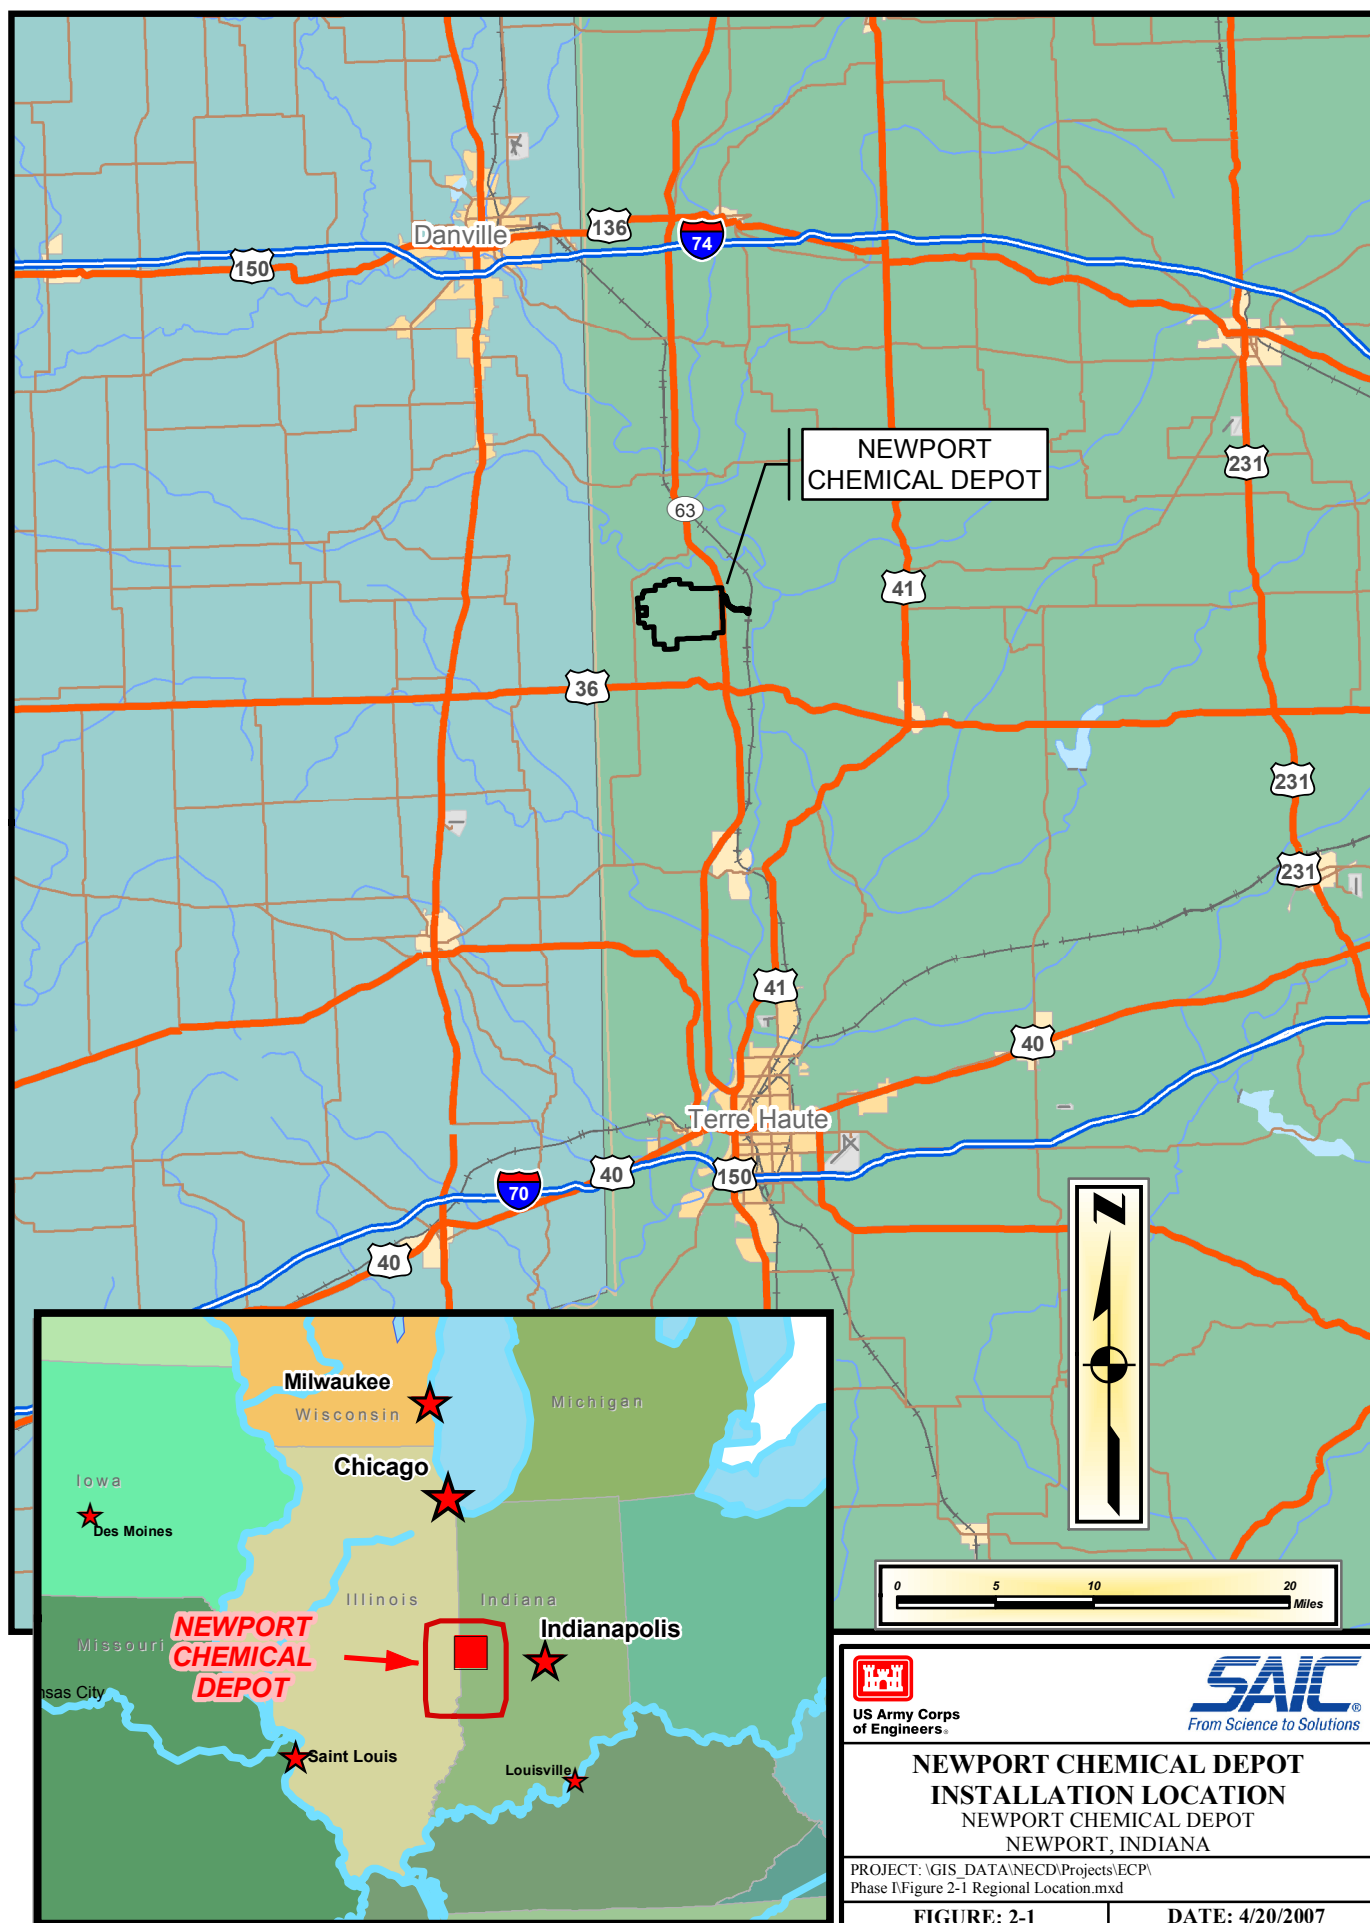 Danville
136
74
150
NEWPORT
CHEMICAL DEPOT
231
63
41
36
231
231
41
40
Terre Haute
40
150
70
40
N
Milwaukee
Wisconsin
Michigan
Chicago
Iowa
Des Moines
Illinois
Indiana
NEWPORT
CHEMICAL
DEPOT
Indianapolis
Missouri
nsas City
Saint Louis
Louisville
0 5 10 20
Miles
US Army Corps
of Engineers®
SAIC®
From Science to Solutions
NEWPORT CHEMICAL DEPOT
INSTALLATION LOCATION
NEWPORT CHEMICAL DEPOT
NEWPORT, INDIANA
PROJECT: \GIS_DATA\NECD\Projects\ECP\
Phase I\Figure 2-1 Regional Location.mxd
FIGURE: 2-1
DATE: 4/20/2007